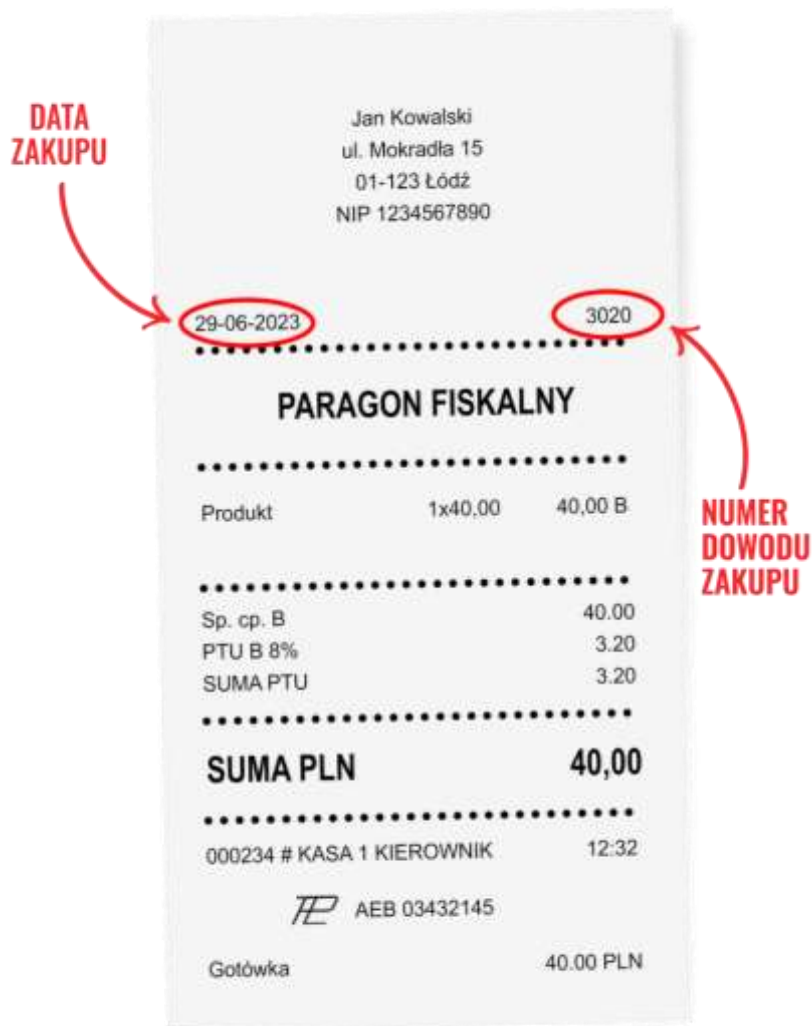 DATA
ZAKUPU
Jan Kowalski
ul. Mokradła 15
01-123 Łódź
NIP 1234567890
29-06-2023 3020
PARAGON FISKALNY
Produkt 1x40,00 40,00 B
NUMER
DOWODU
ZAKUPU
Sp. cp. B 40.00
PTU B 8% 3.20
SUMA PTU 3.20
SUMA PLN 40,00
000234 # KASA 1 KIEROWNIK 12:32
AEB 03432145
Gotówka 40.00 PLN